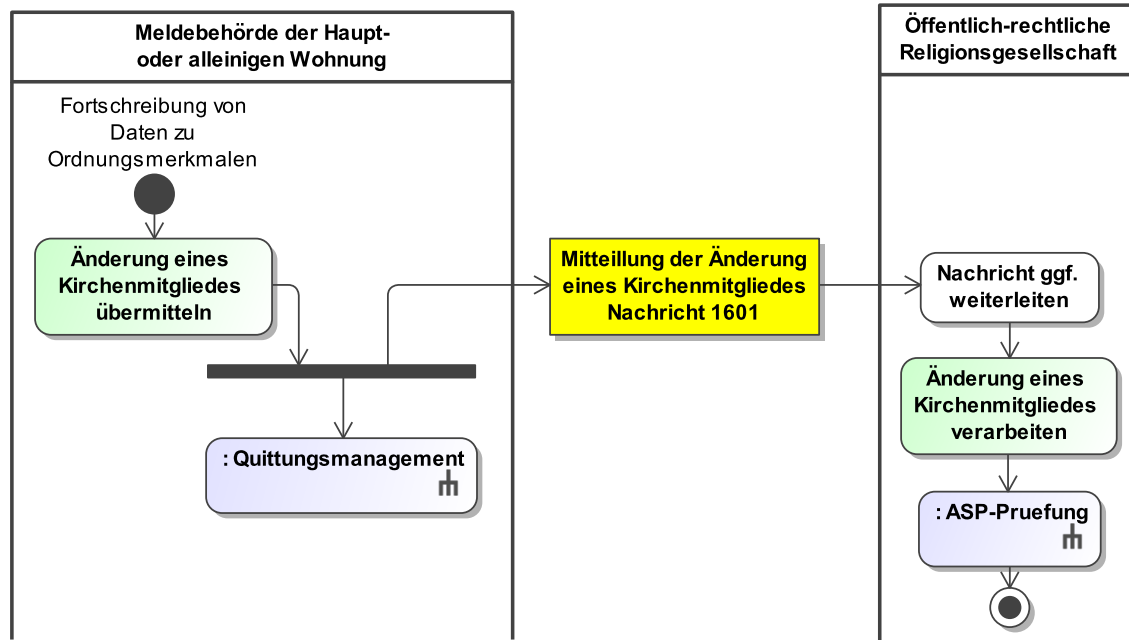 Meldebehörde der Haupt-
oder alleinigen Wohnung
Fortschreibung von
Daten zu
Ordnungsmerkmalen
Änderung eines
Kirchenmitgliedes
übermitteln
: Quittungsmanagement
Mitteillung der Änderung
eines Kirchenmitgliedes
Nachricht 1601
Öffentlich-rechtliche
Religionsgesellschaft
Nachricht ggf.
weiterleiten
Änderung eines
Kirchenmitgliedes
verarbeiten
: ASP-Pruefung